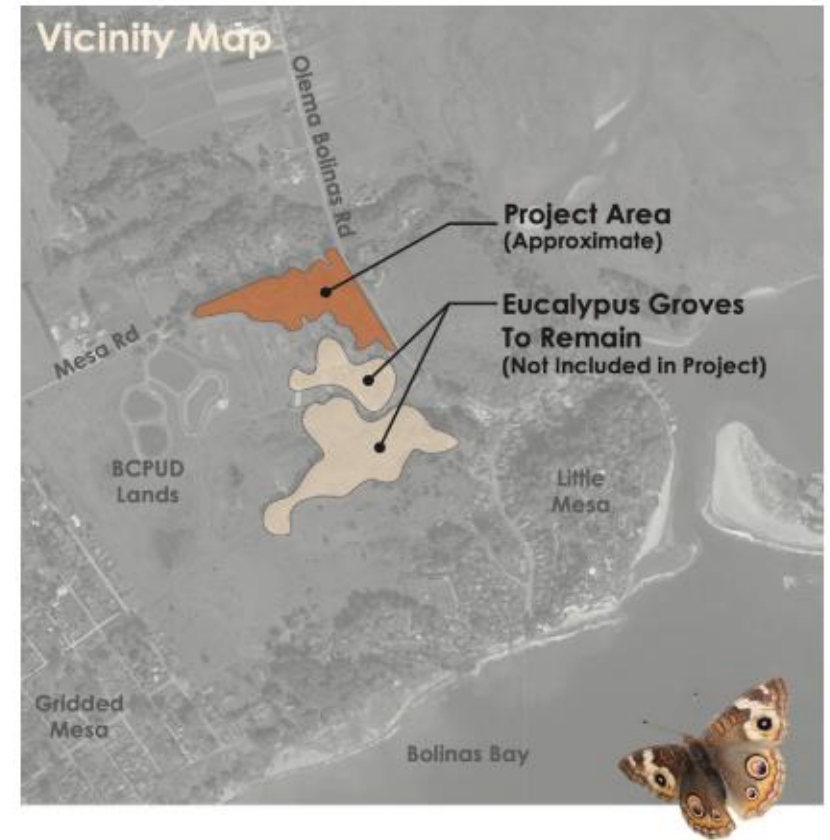 Vicinity Map
Olema Bolinas Rd
Project Area
(Approximate)
Eucalypus Groves
To Remain
(Not Included in Project)
Mesa Rd
BCPUD
Lands
Little
Mesa
Gridded
Mesa
Bolinas Bay